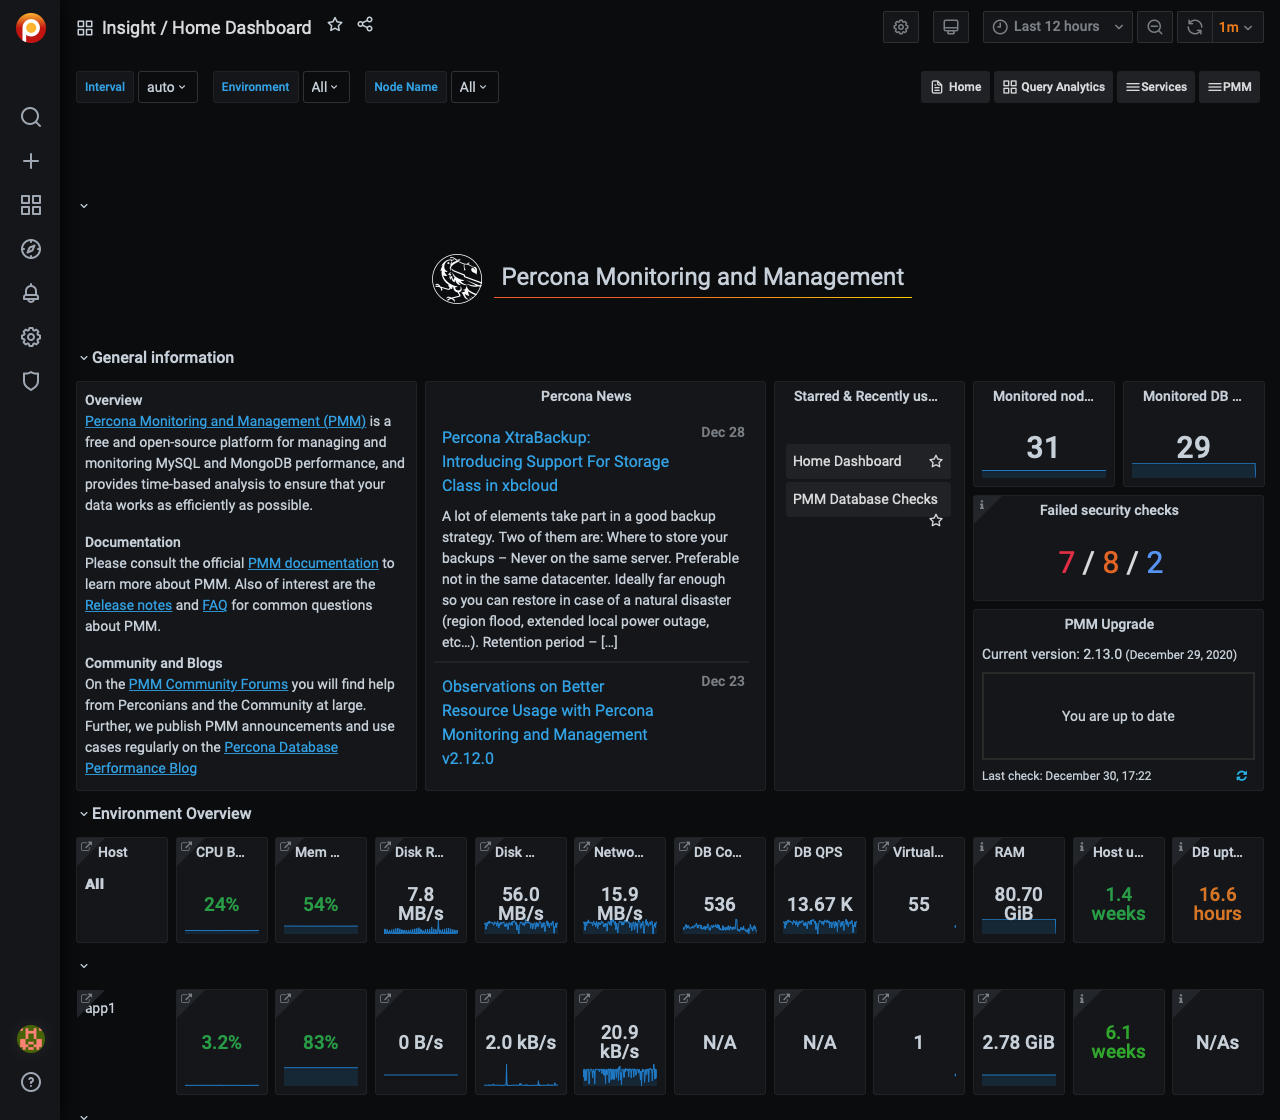 Insight / Home Dashboard
Last 12 hours
1m
Interval
auto
Environment
All
Node Name
All
Home
Query Analytics
Services
PMM
Percona Monitoring and Management
General information
Overview
Percona Monitoring and Management (PMM) is a
free and open-source platform for managing and
monitoring MySQL and MongoDB performance, and
provides time-based analysis to ensure that your
data works as efficiently as possible.
Documentation
Please consult the official PMM documentation to
learn more about PMM. Also of interest are the
Release notes and FAQ for common questions
about PMM.
Community and Blogs
On the PMM Community Forums you will find help
from Perconians and the Community at large.
Further, we publish PMM announcements and use
cases regularly on the Percona Database
Performance Blog
Percona News
Dec 28
Percona XtraBackup:
Introducing Support For Storage
Class in xbcloud
A lot of elements take part in a good backup
strategy. Two of them are: Where to store your
backups – Never on the same server. Preferable
not in the same datacenter. Ideally far enough
so you can restore in case of a natural disaster
(region flood, extended local power outage,
etc…). Retention period – […]
Dec 23
Observations on Better
Resource Usage with Percona
Monitoring and Management
v2.12.0
Starred & Recently us...
Home Dashboard
PMM Database Checks
Monitored nod...
31
Monitored DB ...
29
Failed security checks
7 / 8 / 2
PMM Upgrade
Current version: 2.13.0 (December 29, 2020)
You are up to date
Last check: December 30, 17:22
Environment Overview
Host
All
CPU B...
24%
Mem ...
54%
Disk R...
7.8
MB/s
Disk ...
56.0
MB/s
Netwo...
15.9
MB/s
DB Co...
536
DB QPS
13.67 K
Virtual...
55
RAM
80.70
GiB
Host u...
1.4
weeks
DB upt...
16.6
hours
app1
3.2%
83%
0 B/s
2.0 kB/s
20.9
kB/s
N/A
N/A
1
2.78 GiB
6.1
weeks
N/As